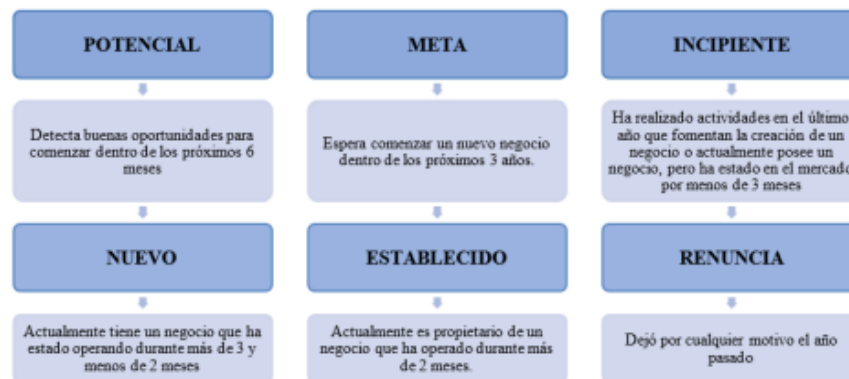 POTENCIAL
META
INCIPIENTE
Detecta buenas oportunidades para
comenzar dentro de los próximos 6
meses
Espera comenzar un nuevo negocio
dentro de los próximos 3 años.
Ha realizado actividades en el último
año que fomentan la creación de un
negocio o actualmente posee un
negocio, pero ha estado en el mercado
por menos de 3 meses
NUEVO
ESTABLECIDO
RENUNCIA
Actualmente tiene un negocio que ha
estado operando durante más de 3 y
menos de 2 meses
Actualmente es propietario de un
negocio que ha operado durante más
de 2 meses.
Dejó por cualquier motivo el año
pasado